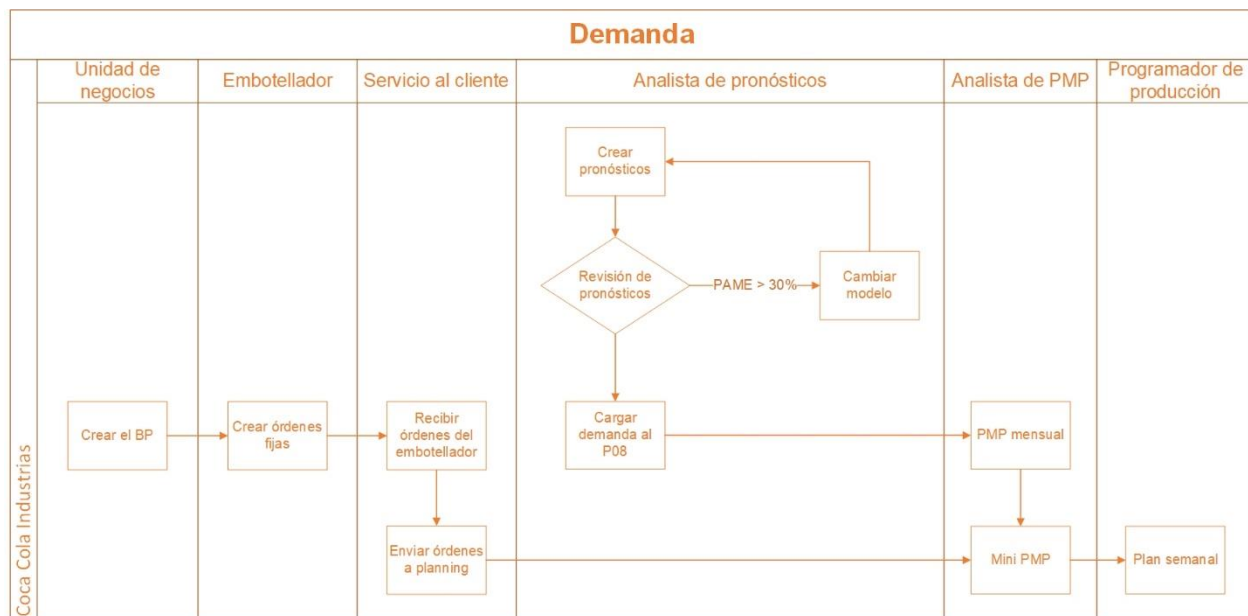 Demanda
Unidad de
negocios
Embotellador
Servicio al cliente
Analista de pronósticos
Analista de PMP
Programador de
producción
Coca Cola Industrias
Crear
pronósticos
Revisión de
pronósticos
PAME > 30%
Cambiar
modelo
Crear el BP
Crear órdenes
fijas
Recibir
órdenes del
embotellador
Cargar
demanda al
P08
PMP mensual
Enviar órdenes
a planning
Mini PMP
Plan semanal